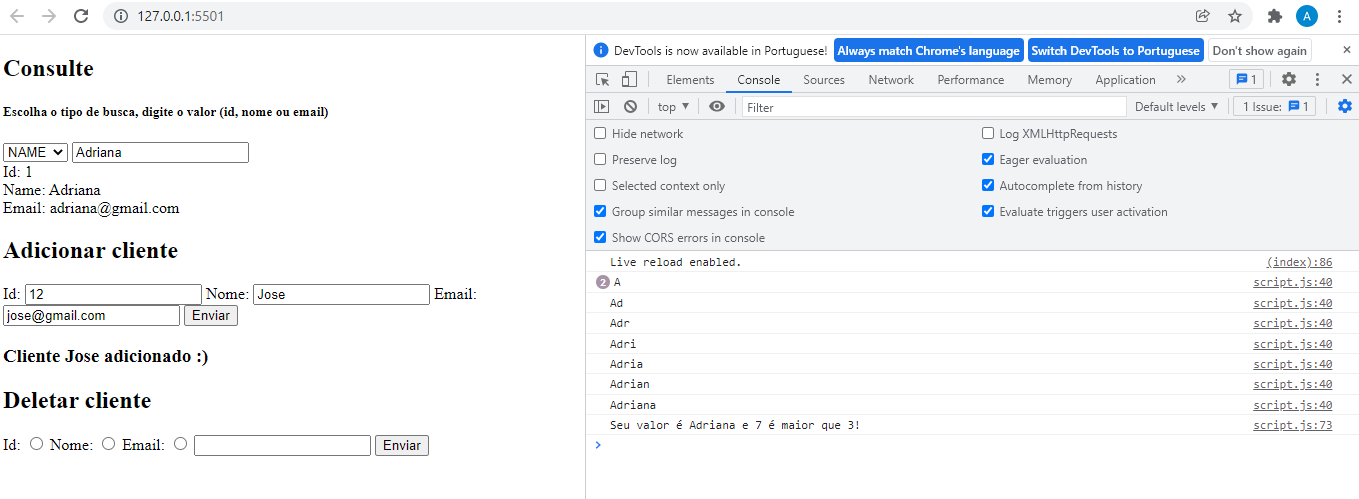 127.0.0.1:5501
A
Consulte
Escolha o tipo de busca, digite o valor (id, nome ou email)
NAME Adriana
Id: 1
Name: Adriana
Email: adriana@gmail.com
Adicionar cliente
Id: 12 Nome: Jose Email:
jose@gmail.com Enviar
Cliente Jose adicionado :)
Deletar cliente
Id: Nome: Email: Enviar
DevTools is now available in Portuguese! Always match Chrome's language Switch DevTools to Portuguese Don't show again
Elements Console Sources Network Performance Memory Application 1
top Filter Default levels 1 Issue: 1
Hide network Log XMLHttpRequests
Preserve log Eager evaluation
Selected context only Autocomplete from history
Group similar messages in console Evaluate triggers user activation
Show CORS errors in console
Live reload enabled. (index):86
2 A script.js:40
Ad script.js:40
Adr script.js:40
Adri script.js:40
Adria script.js:40
Adrian script.js:40
Adriana script.js:40
Seu valor é Adriana e 7 é maior que 3! script.js:73